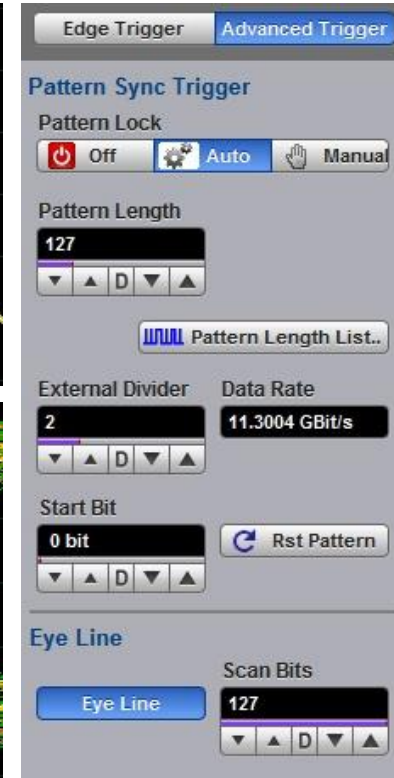 Edge Trigger Advanced Trigger
Pattern Sync Trigger
Pattern Lock
Off Auto Manual
Pattern Length
127
D
Pattern Length List..
External Divider Data Rate
2 11.3004 GBit/s
D
Start Bit
0 bit Rst Pattern
D
Eye Line
Scan Bits
Eye Line 127
D